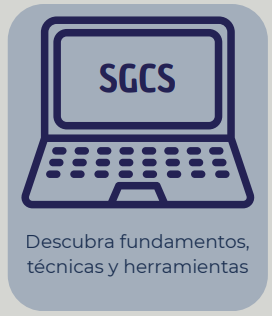 SGCS
Descubra fundamentos,
técnicas y herramientas